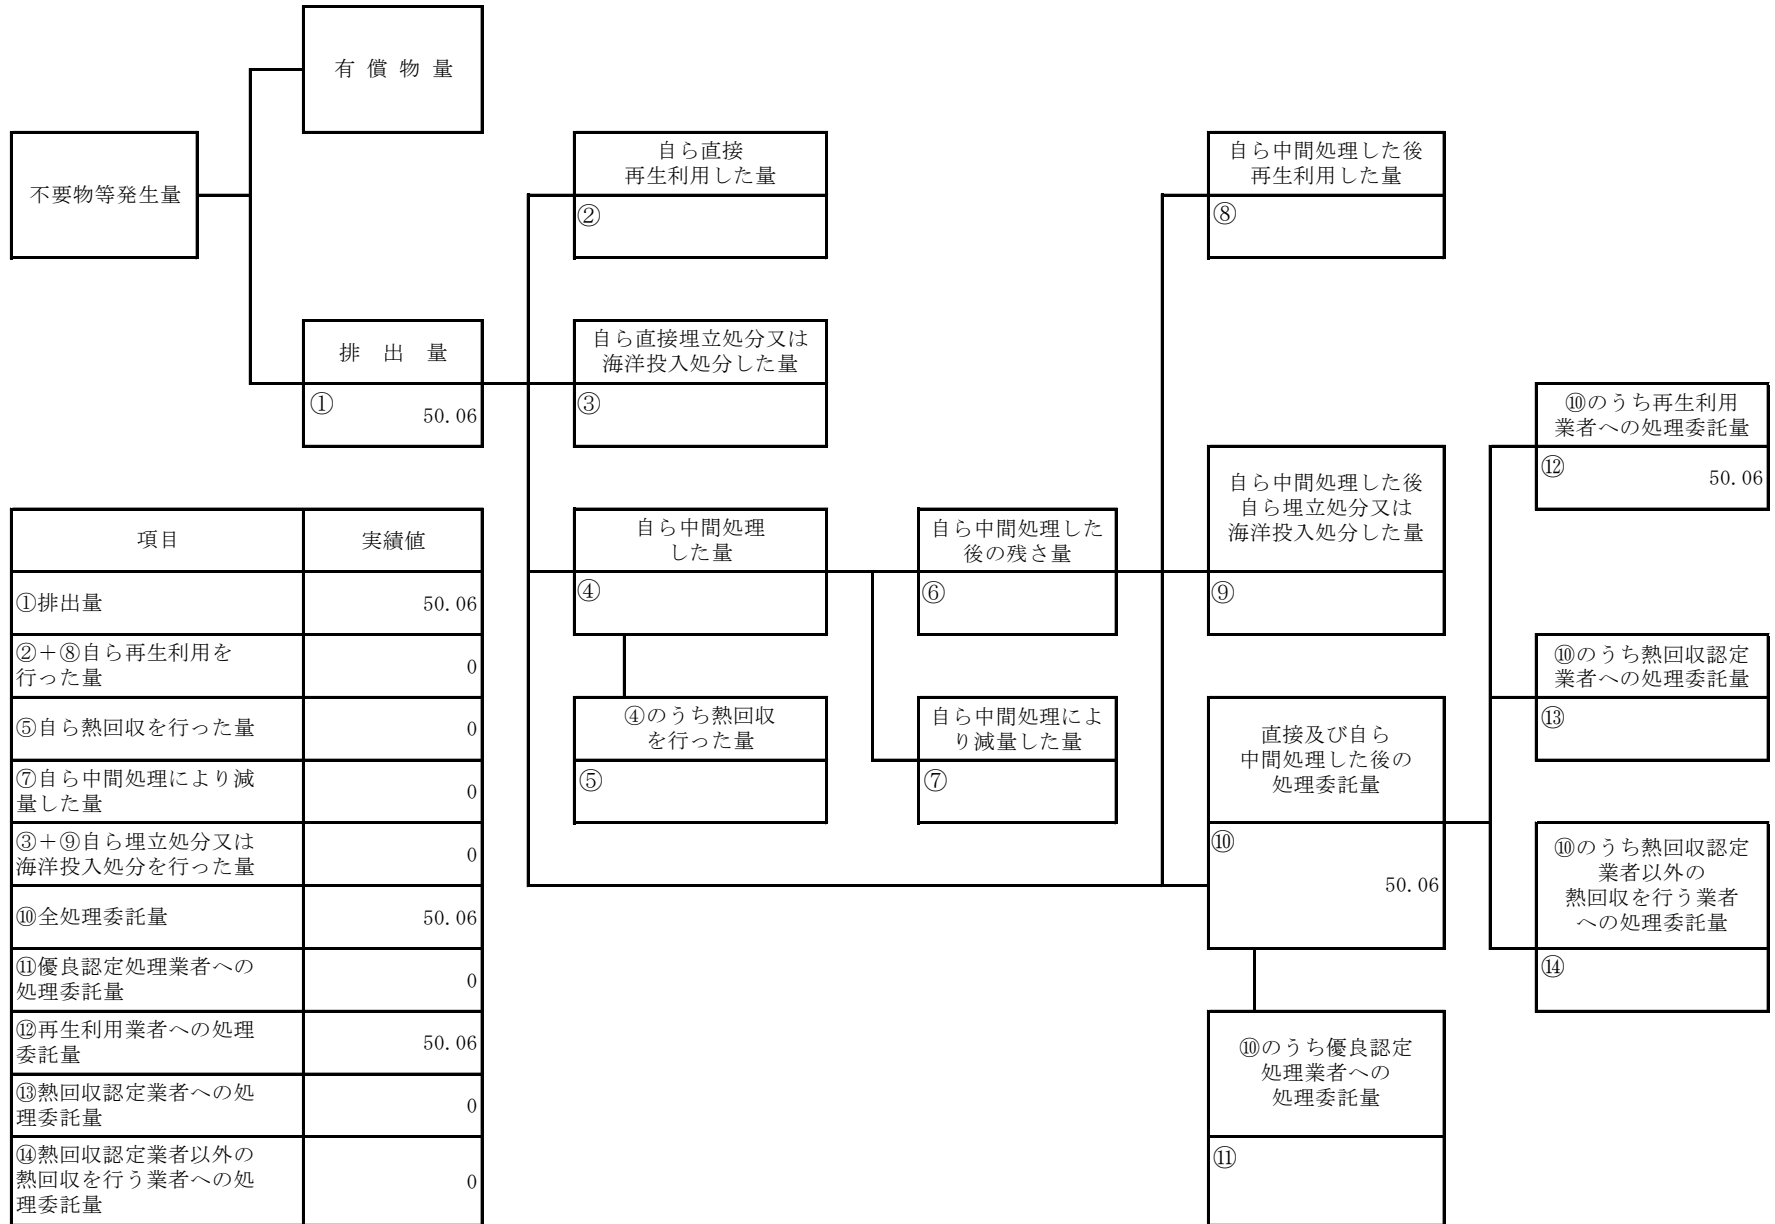 有 償 物 量
不要物等発生量
自ら直接
再生利用した量
②
自ら中間処理した後
再生利用した量
⑧
排 出 量
① 50.06
自ら直接埋立処分又は
海洋投入処分した量
③
⑩のうち再生利用
業者への処理委託量
⑫ 50.06
自ら中間処理した後
自ら埋立処分又は
海洋投入処分した量
⑨
自ら中間処理
した量
④
自ら中間処理した
後の残さ量
⑥
⑩のうち熱回収認定
業者への処理委託量
⑬
④のうち熱回収
を行った量
⑤
自ら中間処理によ
り減量した量
⑦
直接及び自ら
中間処理した後の
処理委託量
⑩
50.06
⑩のうち熱回収認定
業者以外の
熱回収を行う業者
への処理委託量
⑭
⑩のうち優良認定
処理業者への
処理委託量
⑪
項目 実績値
①排出量 50.06
②+⑧自ら再生利用を
行った量 0
⑤自ら熱回収を行った量 0
⑦自ら中間処理により減
量した量 0
③+⑨自ら埋立処分又は
海洋投入処分を行った量 0
⑩全処理委託量 50.06
⑪優良認定処理業者への
処理委託量 0
⑫再生利用業者への処理
委託量 50.06
⑬熱回収認定業者への処
理委託量 0
⑭熱回収認定業者以外の
熱回収を行う業者への処
理委託量 0